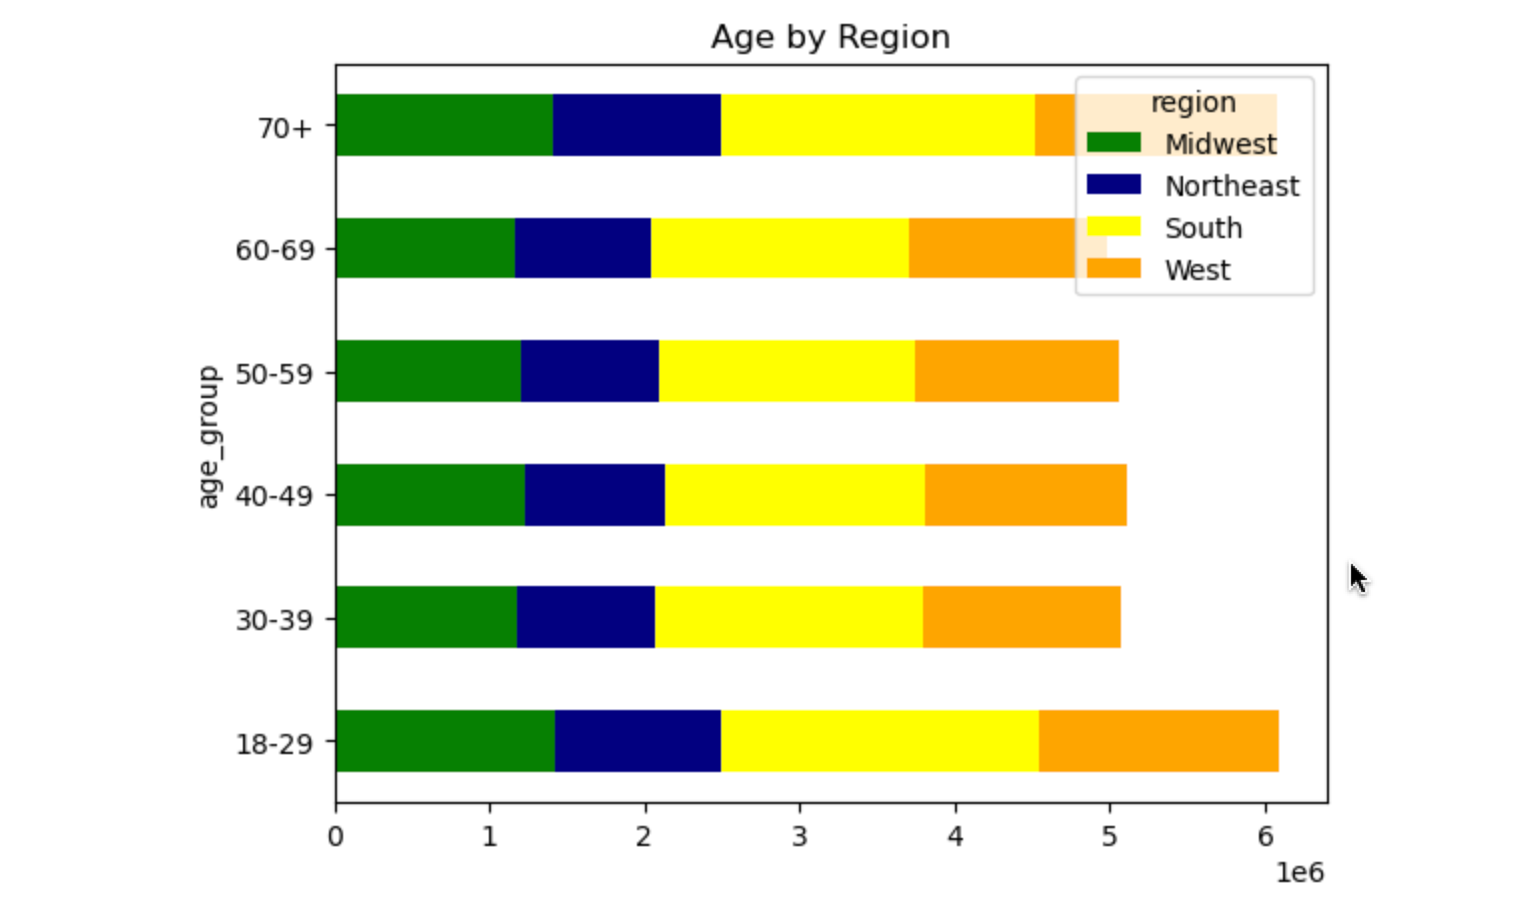 Age by Region
region
Midwest
Northeast
South
West
age_group
70+
60-69
50-59
40-49
30-39
18-29
0 1 2 3 4 5 6
1e6